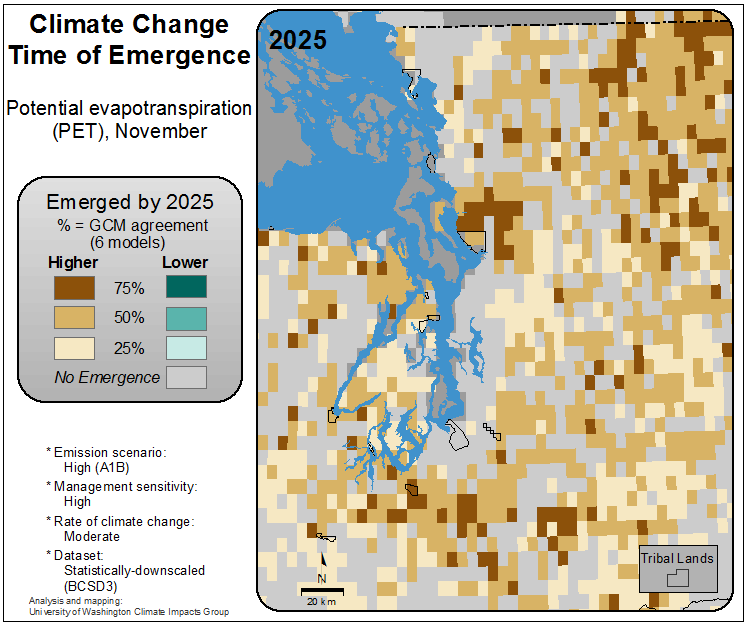 Climate Change
Time of Emergence
Potential evapotranspiration
(PET), November
Emerged by 2025
% = GCM agreement
(6 models)
Higher Lower
75%
50%
25%
No Emergence
* Emission scenario:
High (A1B)
* Management sensitivity:
High
* Rate of climate change:
Moderate
* Dataset:
Statistically-downscaled
(BCSD3)
Analysis and mapping:
University of Washington Climate Impacts Group
2025
N
20 km
Tribal Lands